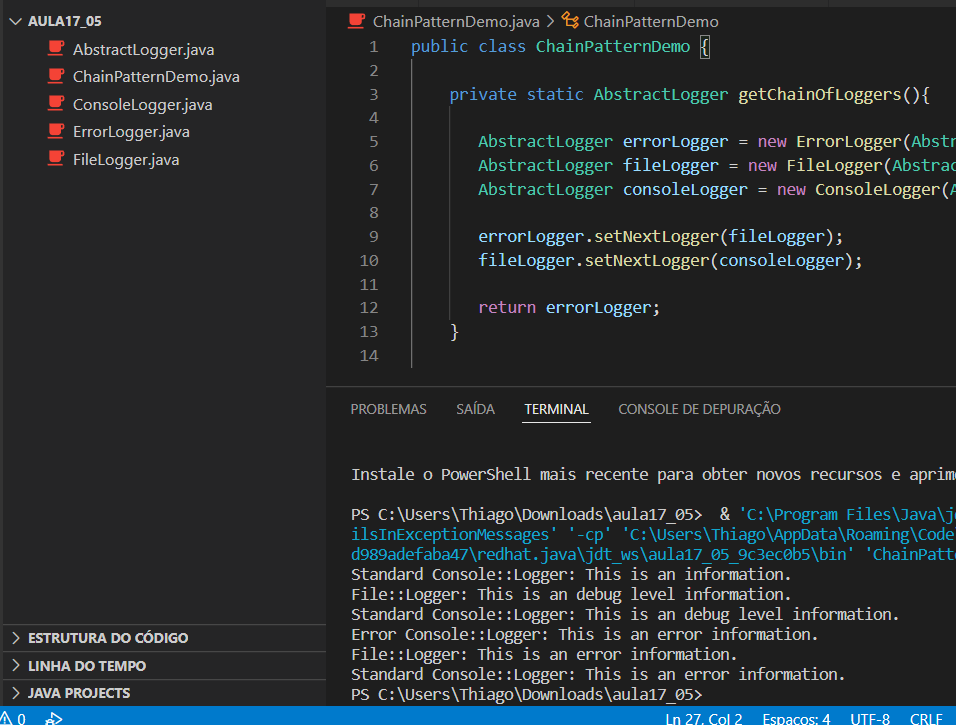 AULA17_05
AbstractLogger.java
ChainPatternDemo.java
ConsoleLogger.java
ErrorLogger.java
FileLogger.java
ESTRUTURA DO CÓDIGO
LINHA DO TEMPO
JAVA PROJECTS
ChainPatternDemo.java > ChainPatternDemo
1 public class ChainPatternDemo {
2
3 private static AbstractLogger getChainOfLoggers(){
4
5 AbstractLogger errorLogger = new ErrorLogger(Abstr
6 AbstractLogger fileLogger = new FileLogger(Abstrac
7 AbstractLogger consoleLogger = new ConsoleLogger(A
8
9 errorLogger.setNextLogger(fileLogger);
10 fileLogger.setNextLogger(consoleLogger);
11
12 return errorLogger;
13 }
14
PROBLEMAS SAÍDA TERMINAL CONSOLE DE DEPURAÇÃO
Instale o PowerShell mais recente para obter novos recursos e aprim
PS C:\Users\Thiago\Downloads\aula17_05> & 'C:\Program Files\Java\j
ilsInExceptionMessages' '-cp' 'C:\Users\Thiago\AppData\Roaming\Code
d989adefaba47\redhat.java\jdt_ws\aula17_05_9c3ec0b5\bin' 'ChainPatt
Standard Console::Logger: This is an information.
File::Logger: This is an debug level information.
Standard Console::Logger: This is an debug level information.
Error Console::Logger: This is an error information.
File::Logger: This is an error information.
Standard Console::Logger: This is an error information.
PS C:\Users\Thiago\Downloads\aula17_05>
0 Ln 27, Col 2 Espaços: 4 UTF-8 CRLF